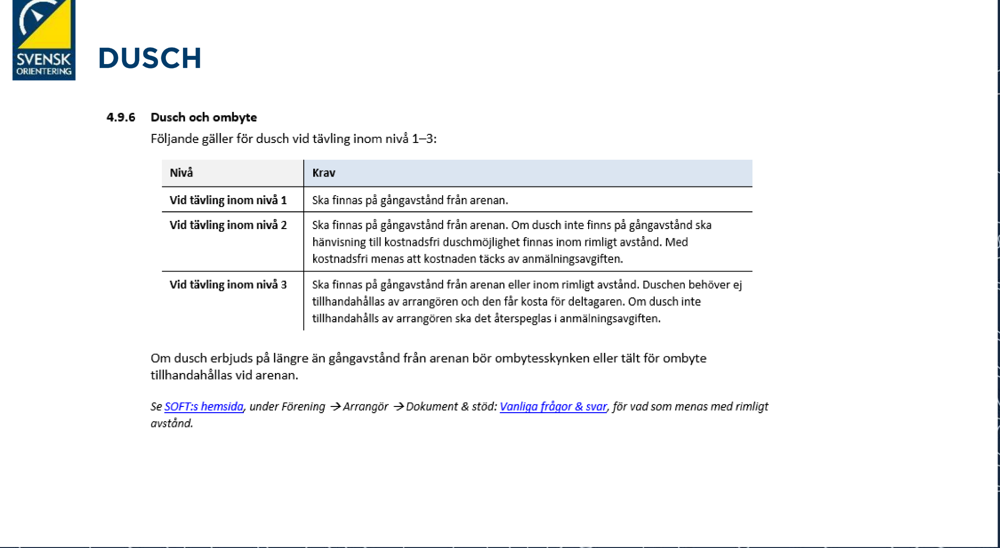 SVENSK
ORIENTERING
DUSCH
4.9.6 Dusch och ombyte
Följande gäller för dusch vid tävling inom nivå 1–3:
Nivå Krav
Vid tävling inom nivå 1 Ska finnas på gångavstånd från arenan.
Vid tävling inom nivå 2 Ska finnas på gångavstånd från arenan. Om dusch inte finns på gångavstånd ska
hänvisning till kostnadsfri duschmöjlighet finnas inom rimligt avstånd. Med
kostnadsfri menas att kostnaden täcks av anmälningsavgiften.
Vid tävling inom nivå 3 Ska finnas på gångavstånd från arenan eller inom rimligt avstånd. Duschen behöver ej
tillhandahållas av arrangören och den får kosta för deltagaren. Om dusch inte
tillhandahålls av arrangören ska det återspeglas i anmälningsavgiften.
Om dusch erbjuds på längre än gångavstånd från arenan bör ombytesskynken eller tält för ombyte
tillhandahållas vid arenan.
Se SOFT:s hemsida, under Förening → Arrangör → Dokument & stöd: Vanliga frågor & svar, för vad som menas med rimligt
avstånd.